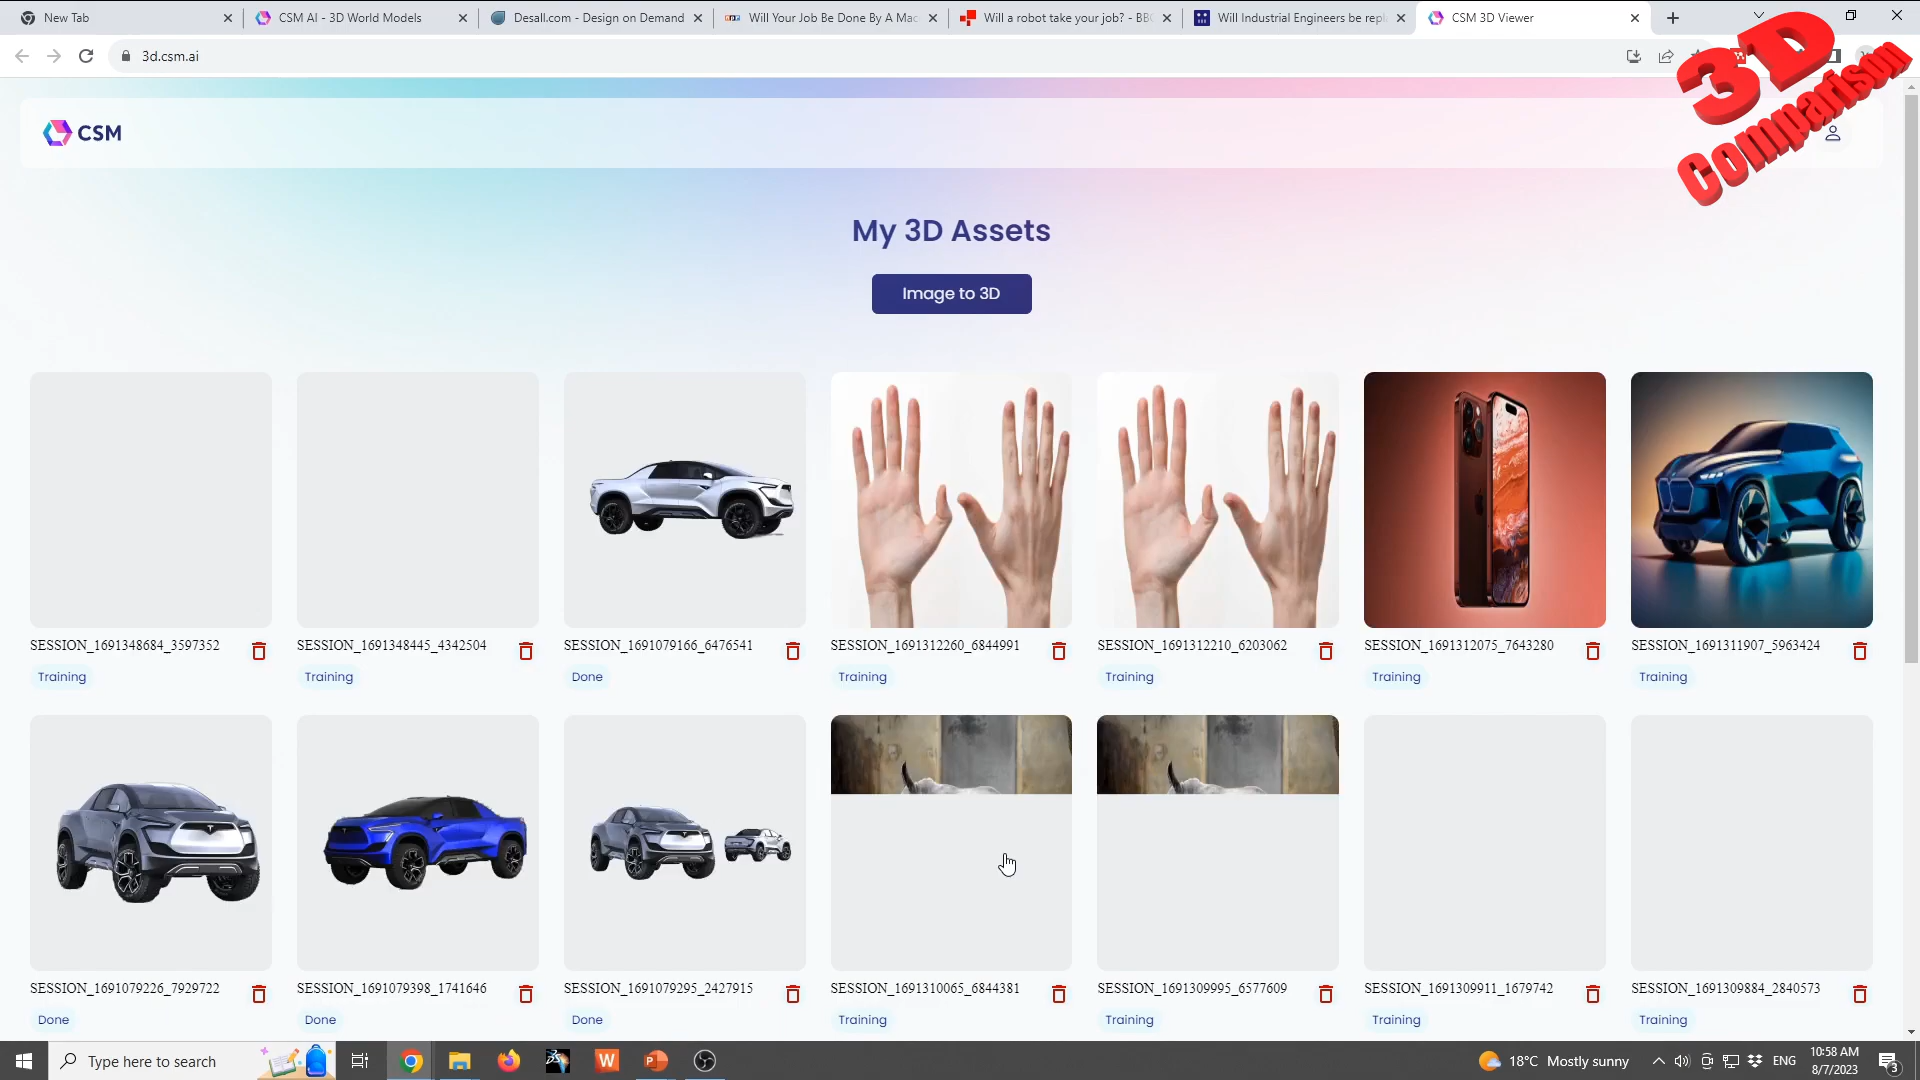 New Tab
CSM AI - 3D World Models
Desall.com - Design on Demand
Will Your Job Be Done By A Mac
Will a robot take your job? - BBC
Will Industrial Engineers be repl
CSM 3D Viewer
3d.csm.ai
3D
Comparison
CSM
My 3D Assets
Image to 3D
SESSION_1691348684_3597352
SESSION_1691348445_4342504
SESSION_1691079166_6476541
SESSION_1691312260_6844991
SESSION_1691312210_6203062
SESSION_1691312075_7643280
SESSION_1691311907_5963424
Training
Training
Done
Training
Training
Training
Training
SESSION_1691079226_7929722
SESSION_1691079398_1741646
SESSION_1691079295_2427915
SESSION_1691310065_6844381
SESSION_1691309995_6577609
SESSION_1691309911_1679742
SESSION_1691309884_2840573
Done
Done
Done
Training
Training
Training
Training
Type here to search
18°C Mostly sunny
ENG
10:58 AM
8/7/2023
3